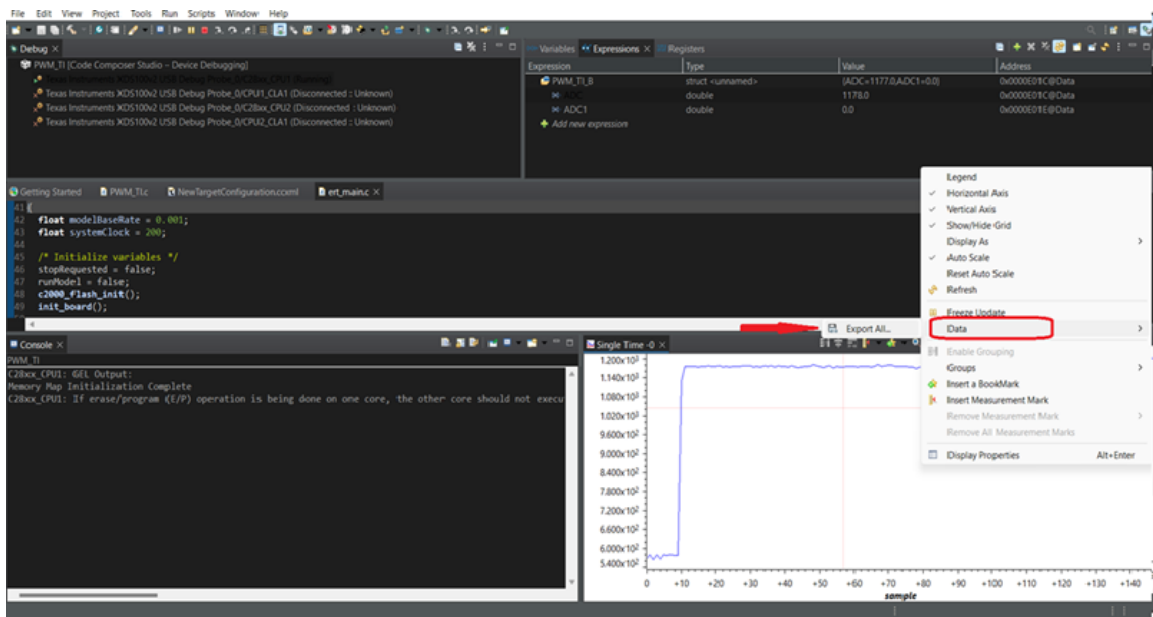 File Edit View Project Tools Run Scripts Window Help
Debug
PWM_TI [Code Composer Studio - Device Debugging]
Texas Instruments XDS100v2 USB Debug Probe_0/C28xx_CPU1 (Running)
Texas Instruments XDS100v2 USB Debug Probe_0/CPU1_CLA1 (Disconnected : Unknown)
Texas Instruments XDS100v2 USB Debug Probe_0/C28xx_CPU2 (Disconnected : Unknown)
Texas Instruments XDS100v2 USB Debug Probe_0/CPU2_CLA1 (Disconnected : Unknown)
Variables Expressions Registers
Expression Type Value Address
PWM_TI_B struct <unnamed> {ADC=1177.0,ADC1=0.0} 0x0000E01C@Data
ADC double 1178.0 0x0000E01C@Data
ADC1 double 0.0 0x0000E01E@Data
Add new expression
Getting Started PWM_TI.c NewTargetConfiguration.ccxml ert_main.c
41 {
42 float modelBaseRate = 0.001;
43 float systemClock = 200;
44
45 /* Initialize variables */
46 stopRequested = false;
47 runModel = false;
48 c2000_flash_init();
49 init_board();
Legend
Horizontal Axis
Vertical Axis
Show/Hide Grid
Display As
Auto Scale
Reset Auto Scale
Refresh
Freeze Update
Data
Export All...
Enable Grouping
Groups
Insert a BookMark
Insert Measurement Mark
Remove Measurement Mark
Remove All Measurement Marks
Display Properties Alt+Enter
Console
PWM_TI
C28xx_CPU1: GEL Output:
Memory Map Initialization Complete
C28xx_CPU1: If erase/program (E/P) operation is being done on one core, the other core should not execu
Single Time -0
1.200x10²
1.140x10³
1.080x10³
1.020x10³
9.600x10²
9.000x10²
8.400x10²
7.800x10²
7.200x10²
6.600x10²
6.000x10²
5.400x10²
0 +10 +20 +30 +40 +50 +60 +70 +80 +90 +100 +110 +120 +130 +140
sample